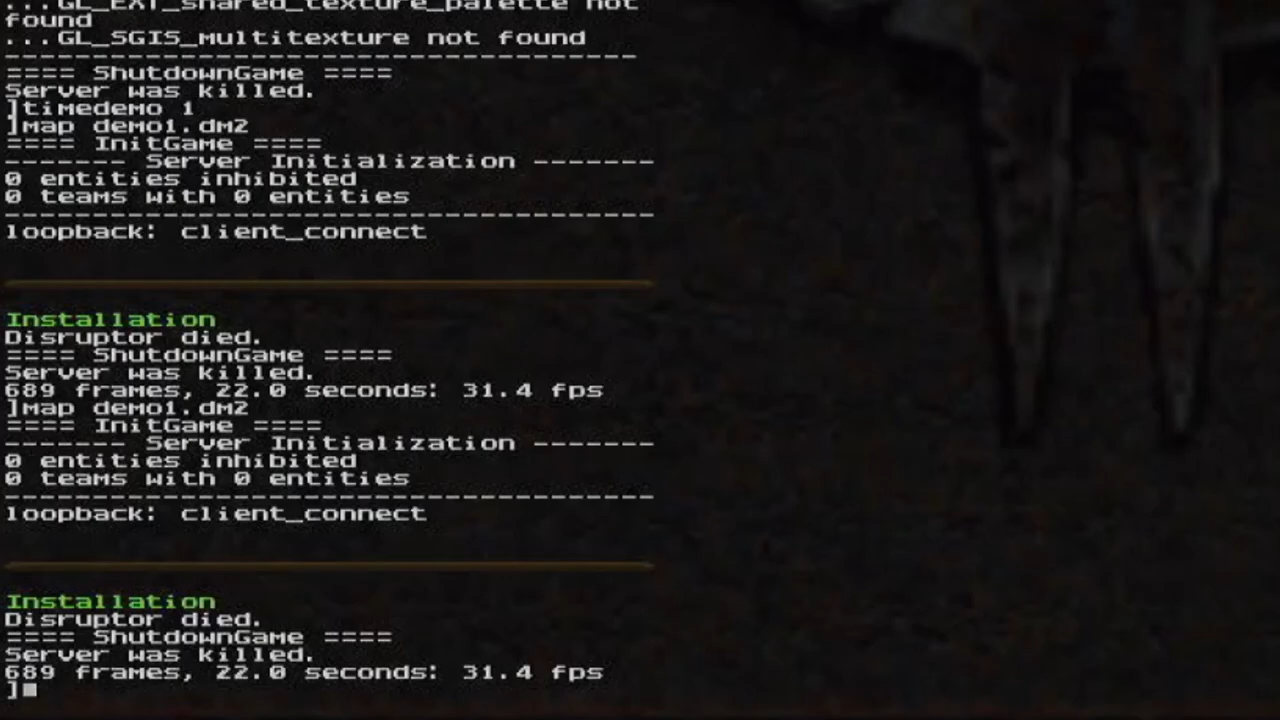 ...GL_EXT_shared_texture_palette not
found
...GL_SGIS_multitexture not found
------------------------------------
==== ShutdownGame ====
Server was killed.
]timedemo 1
]map demo1.dm2
==== InitGame ====
------- Server Initialization -------
0 entities inhibited
0 teams with 0 entities
-------------------------------------
loopback: client_connect
Installation
Disruptor died.
==== ShutdownGame ====
Server was killed.
689 frames, 22.0 seconds: 31.4 fps
]map demo1.dm2
==== InitGame ====
------- Server Initialization -------
0 entities inhibited
0 teams with 0 entities
-------------------------------------
loopback: client_connect
Installation
Disruptor died.
==== ShutdownGame ====
Server was killed.
689 frames, 22.0 seconds: 31.4 fps
]